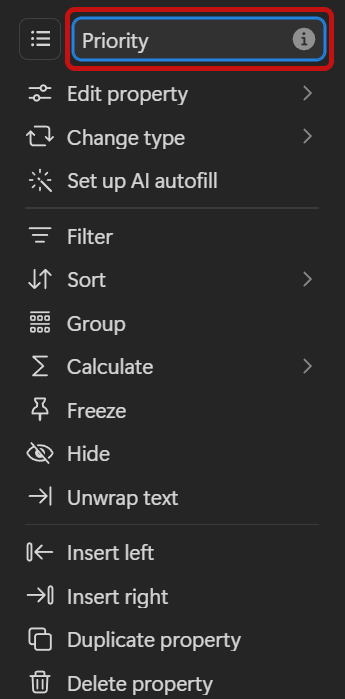 Priority
Edit property
Change type
Set up AI autofill
Filter
Sort
Group
Calculate
Freeze
Hide
Unwrap text
Insert left
Insert right
Duplicate property
Delete property